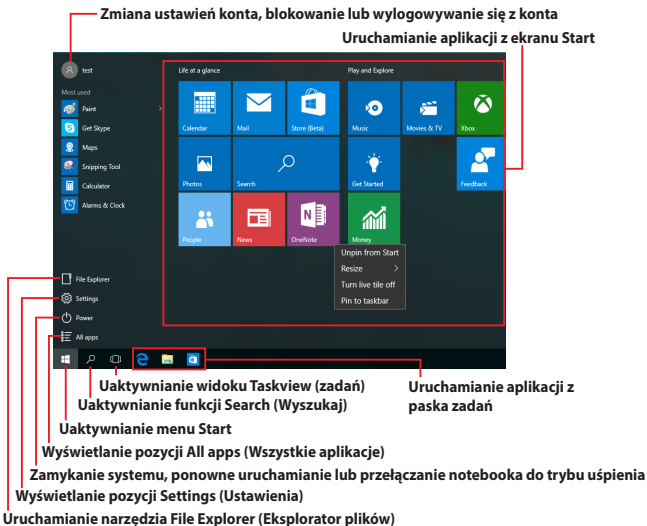 Zmiana ustawień konta, blokowanie lub wylogowywanie się z konta
Uruchamianie aplikacji z ekranu Start
test
Most used
Paint
Get Skype
Maps
Snipping Tool
Calculator
Alarms & Clock
File Explorer
Settings
Power
All apps
Life at a glance
Play and Explore
Calendar
Mail
Store (Beta)
Music
Movies & TV
Xbox
Photos
Search
Get Started
Feedback
People
News
OneNote
Money
Unpin from Start
Resize
Turn live tile off
Pin to taskbar
Uaktywnianie widoku Taskview (zadań)
Uruchamianie aplikacji z
paska zadań
Uaktywnianie funkcji Search (Wyszukaj)
Uaktywnianie menu Start
Wyświetlanie pozycji All apps (Wszystkie aplikacje)
Zamykanie systemu, ponowne uruchamianie lub przełączanie notebooka do trybu uśpienia
Wyświetlanie pozycji Settings (Ustawienia)
Uruchamianie narzędzia File Explorer (Eksplorator plików)